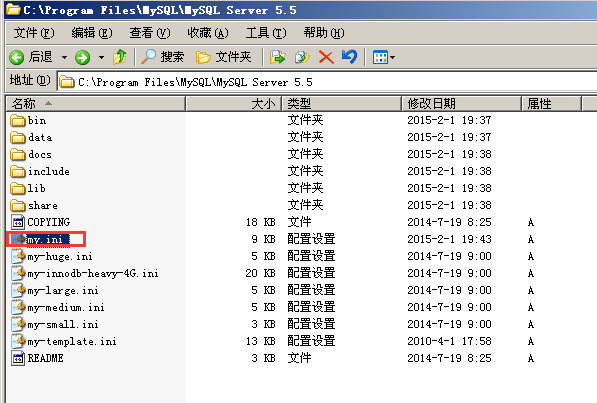 C:\Program Files\MySQL\MySQL Server 5.5
文件(F) 编辑(E) 查看(V) 收藏(A) 工具(T) 帮助(H)
后退 搜索 文件夹
地址(D) C:\Program Files\MySQL\MySQL Server 5.5
名称 大小 类型 修改日期 属性
bin 文件夹 2015-2-1 19:37
data 文件夹 2015-2-1 19:37
docs 文件夹 2015-2-1 19:38
include 文件夹 2015-2-1 19:38
lib 文件夹 2015-2-1 19:38
share 文件夹 2015-2-1 19:38
COPYING 18 KB 文件 2014-7-19 8:25 A
my.ini 9 KB 配置设置 2015-2-1 19:43 A
my-huge.ini 5 KB 配置设置 2014-7-19 9:00 A
my-innodb-heavy-4G.ini 20 KB 配置设置 2014-7-19 9:00 A
my-large.ini 5 KB 配置设置 2014-7-19 9:00 A
my-medium.ini 5 KB 配置设置 2014-7-19 9:00 A
my-small.ini 3 KB 配置设置 2014-7-19 9:00 A
my-template.ini 13 KB 配置设置 2010-4-1 17:58 A
README 3 KB 文件 2014-7-19 8:25 A